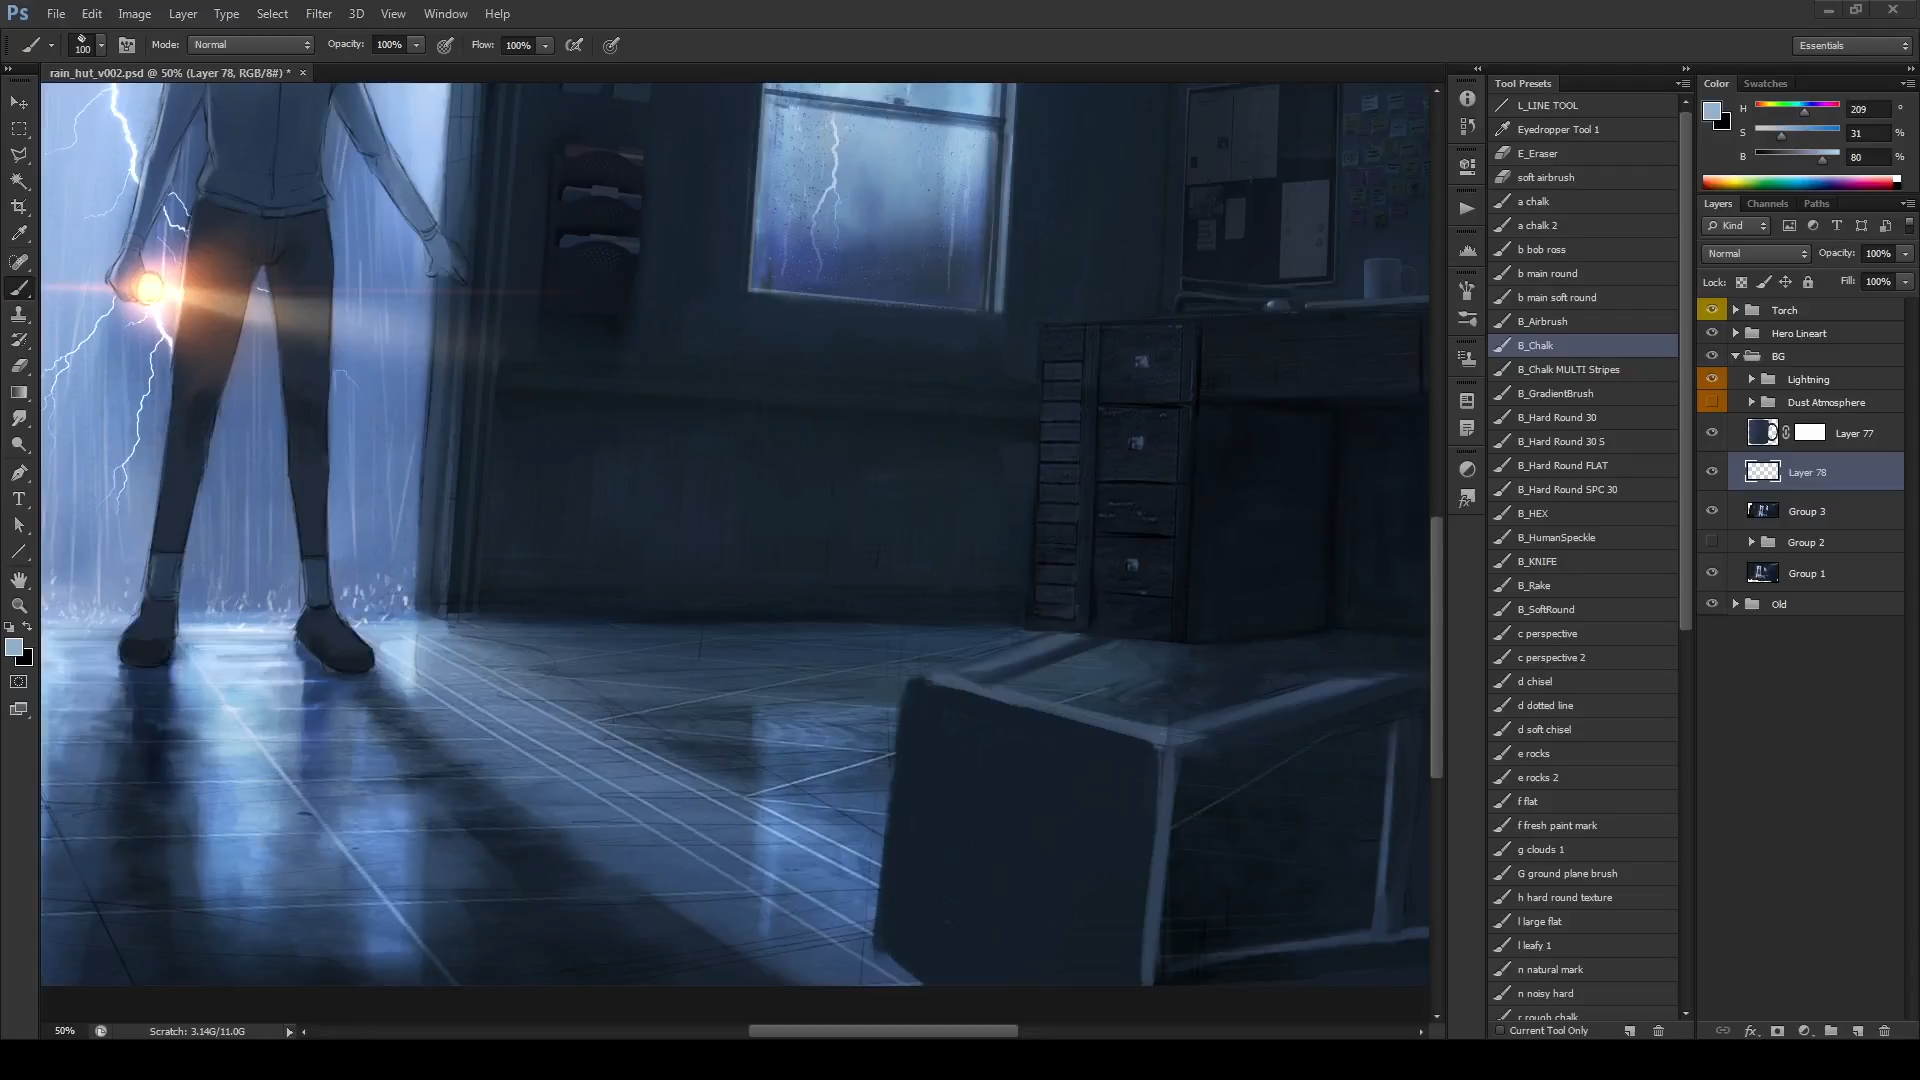 Ps File Edit Image Layer Type Select Filter 3D View Window Help
100 Mode: Normal Opacity: 100% Flow: 100% Essentials
rain_hut_v002.psd @ 50% (Layer 78, RGB/8#) * ×
Tool Presets
L_LINE TOOL
Eyedropper Tool 1
E_Eraser
soft airbrush
a chalk
a chalk 2
b bob ross
b main round
b main soft round
B_Airbrush
B_Chalk
B_Chalk MULTI Stripes
B_GradientBrush
B_Hard Round 30
B_Hard Round 30 S
B_Hard Round FLAT
B_Hard Round SPC 30
B_HEX
B_HumanSpeckle
B_KNIFE
B_Rake
B_SoftRound
c perspective
c perspective 2
d chisel
d dotted line
d soft chisel
e rocks
e rocks 2
f flat
f fresh paint mark
g clouds 1
G ground plane brush
h hard round texture
l large flat
l leafy 1
n natural mark
n noisy hard
r rough chalk
Current Tool Only
Color Swatches
H 209 °
S 31 %
B 80 %
Layers Channels Paths
Kind
Normal Opacity: 100%
Lock: Fill: 100%
Torch
Hero Lineart
BG
Lightning
Dust Atmosphere
Layer 77
Layer 78
Group 3
Group 2
Group 1
Old
50% Scratch: 3.14G/11.0G